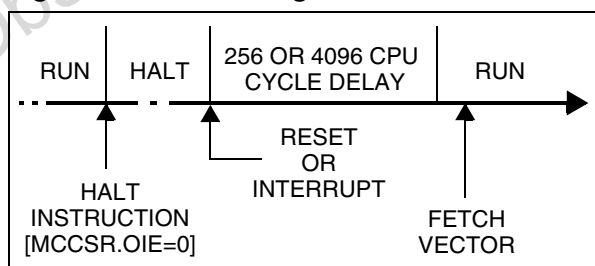 RUN
HALT
256 OR 4096 CPU
CYCLE DELAY
RUN
RESET
OR
INTERRUPT
HALT
INSTRUCTION
[MCCSR.OIE=0]
FETCH
VECTOR